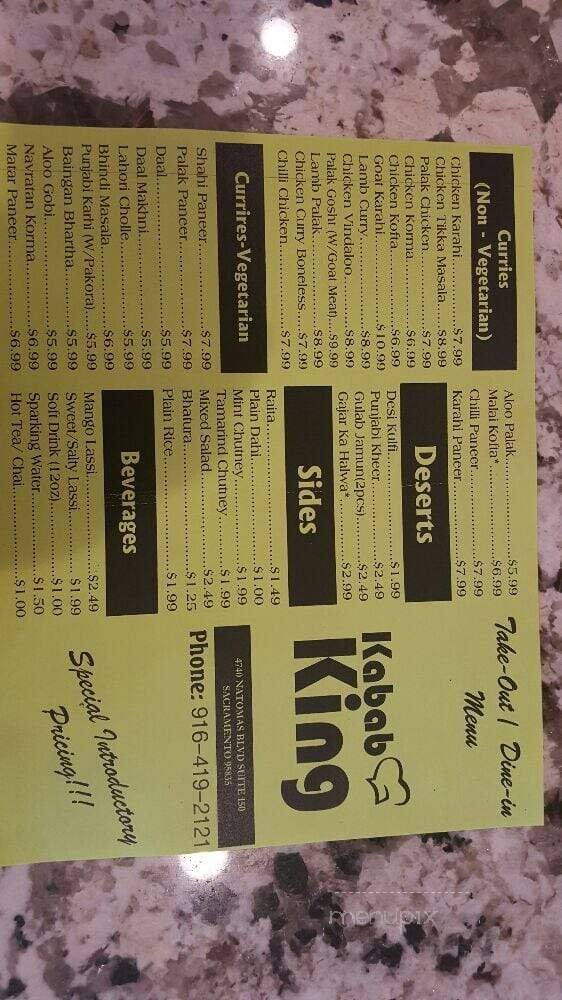 Curries
(Non - Vegetarian)
Chicken Karahi..................$7.99
Chicken Tikka Masala.......$8.99
Palak Chicken...................$7.99
Chicken Korma.................$6.99
Chicken Kofta....................$6.99
Goat Karahi.......................$10.99
Lamb Curry.......................$8.99
Chicken Vindaloo.............$8.99
Palak Gosht (W/Goat Meat)....$9.99
Lamb Palak.......................$8.99
Chicken Curry Boneless...$7.99
Chilli Chicken....................$7.99
Currires-Vegetarian
Shahi Paneer.....................$7.99
Palak Paneer.....................$7.99
Daal...................................$5.99
Daal Makhni......................$5.99
Lahori Cholle....................$5.99
Bhindi Masala...................$6.99
Punjabi Karhi (W/Pakora)....$5.99
Baingan Bhartha................$5.99
Aloo Gobi..........................$5.99
Navratan Korma................$6.99
Matar Paneer.....................$6.99
Aloo Palak........................$5.99
Malai Kofta*.....................$6.99
Chilli Paneer.....................$7.99
Karahi Paneer...................$7.99
Deserts
Desi Kulfi..........................$1.99
Punjabi Kheer...................$2.49
Gulab Jamun(2pcs)..........$2.49
Gajar Ka Halwa*...............$2.99
Sides
Raita..................................$1.49
Plain Dahi.........................$1.00
Mint Chutney....................$1.99
Tamarind Chutney............$1.99
Mixed Salad......................$2.49
Bhatura.............................$1.25
Plain Rice..........................$1.99
Beverages
Mango Lassi......................$2.49
Sweet/Salty Lassi..............$1.99
Soft Drink (12oz)..............$1.00
Sparking Water.................$1.50
Hot Tea/ Chai...................$1.00
Take-Out / Dine-in
Menu
Kabab
King
4740 NATOMAS BLVD SUITE 150
SACRAMENTO 95835
Phone: 916-419-2121
Special Introductory
Pricing!!!
menupix